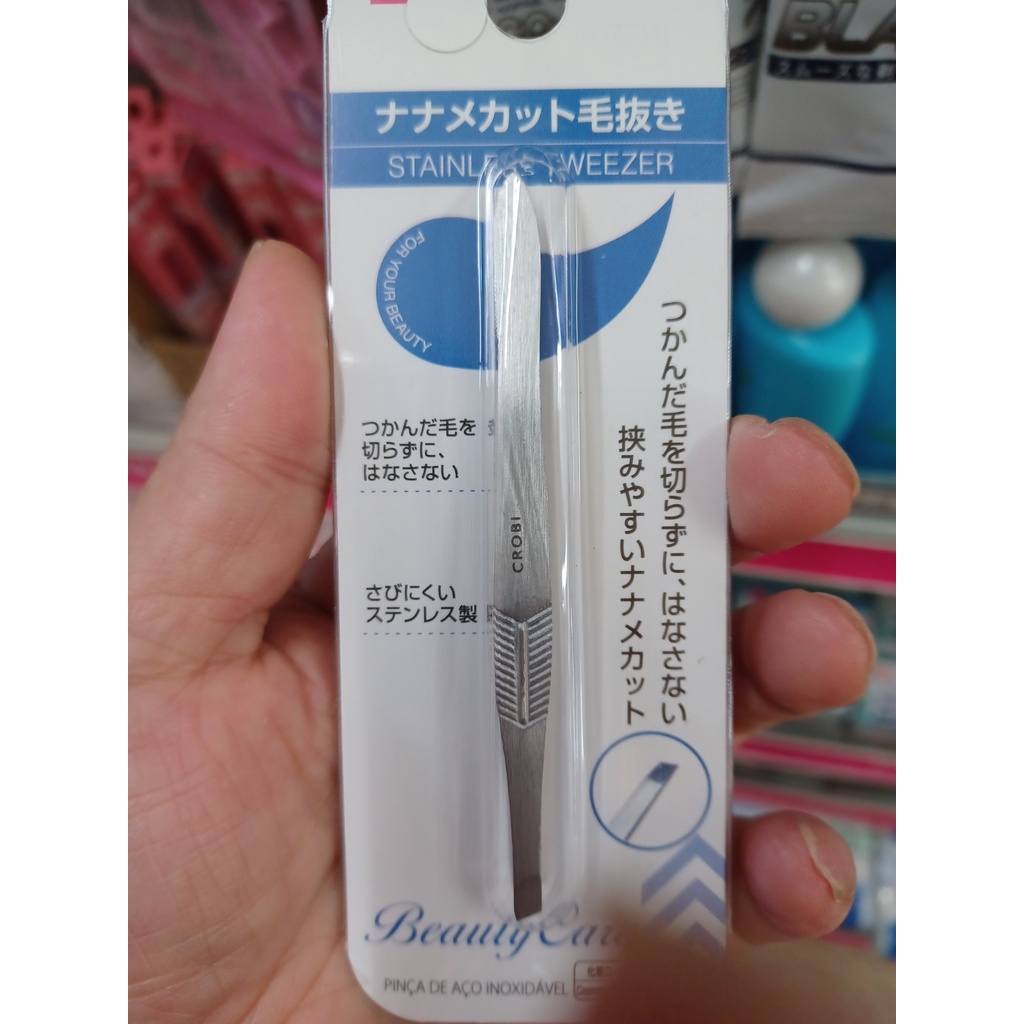 ナナメカット毛抜き
STAINLESS TWEEZER
FOR YOUR BEAUTY
つかんだ毛を切らずに、はなさない
挟みやすいナナメカット
つかんだ毛を
切らずに、
はなさない
さびにくい
ステンレス製
CROBI
Beauty Care
PINÇA DE AÇO INOXIDÁVEL